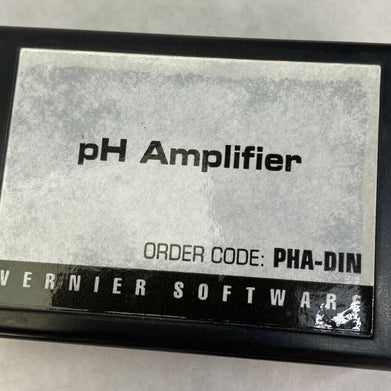 pH Amplifier
ORDER CODE: PHA-DIN
VERNIER SOFTWARE